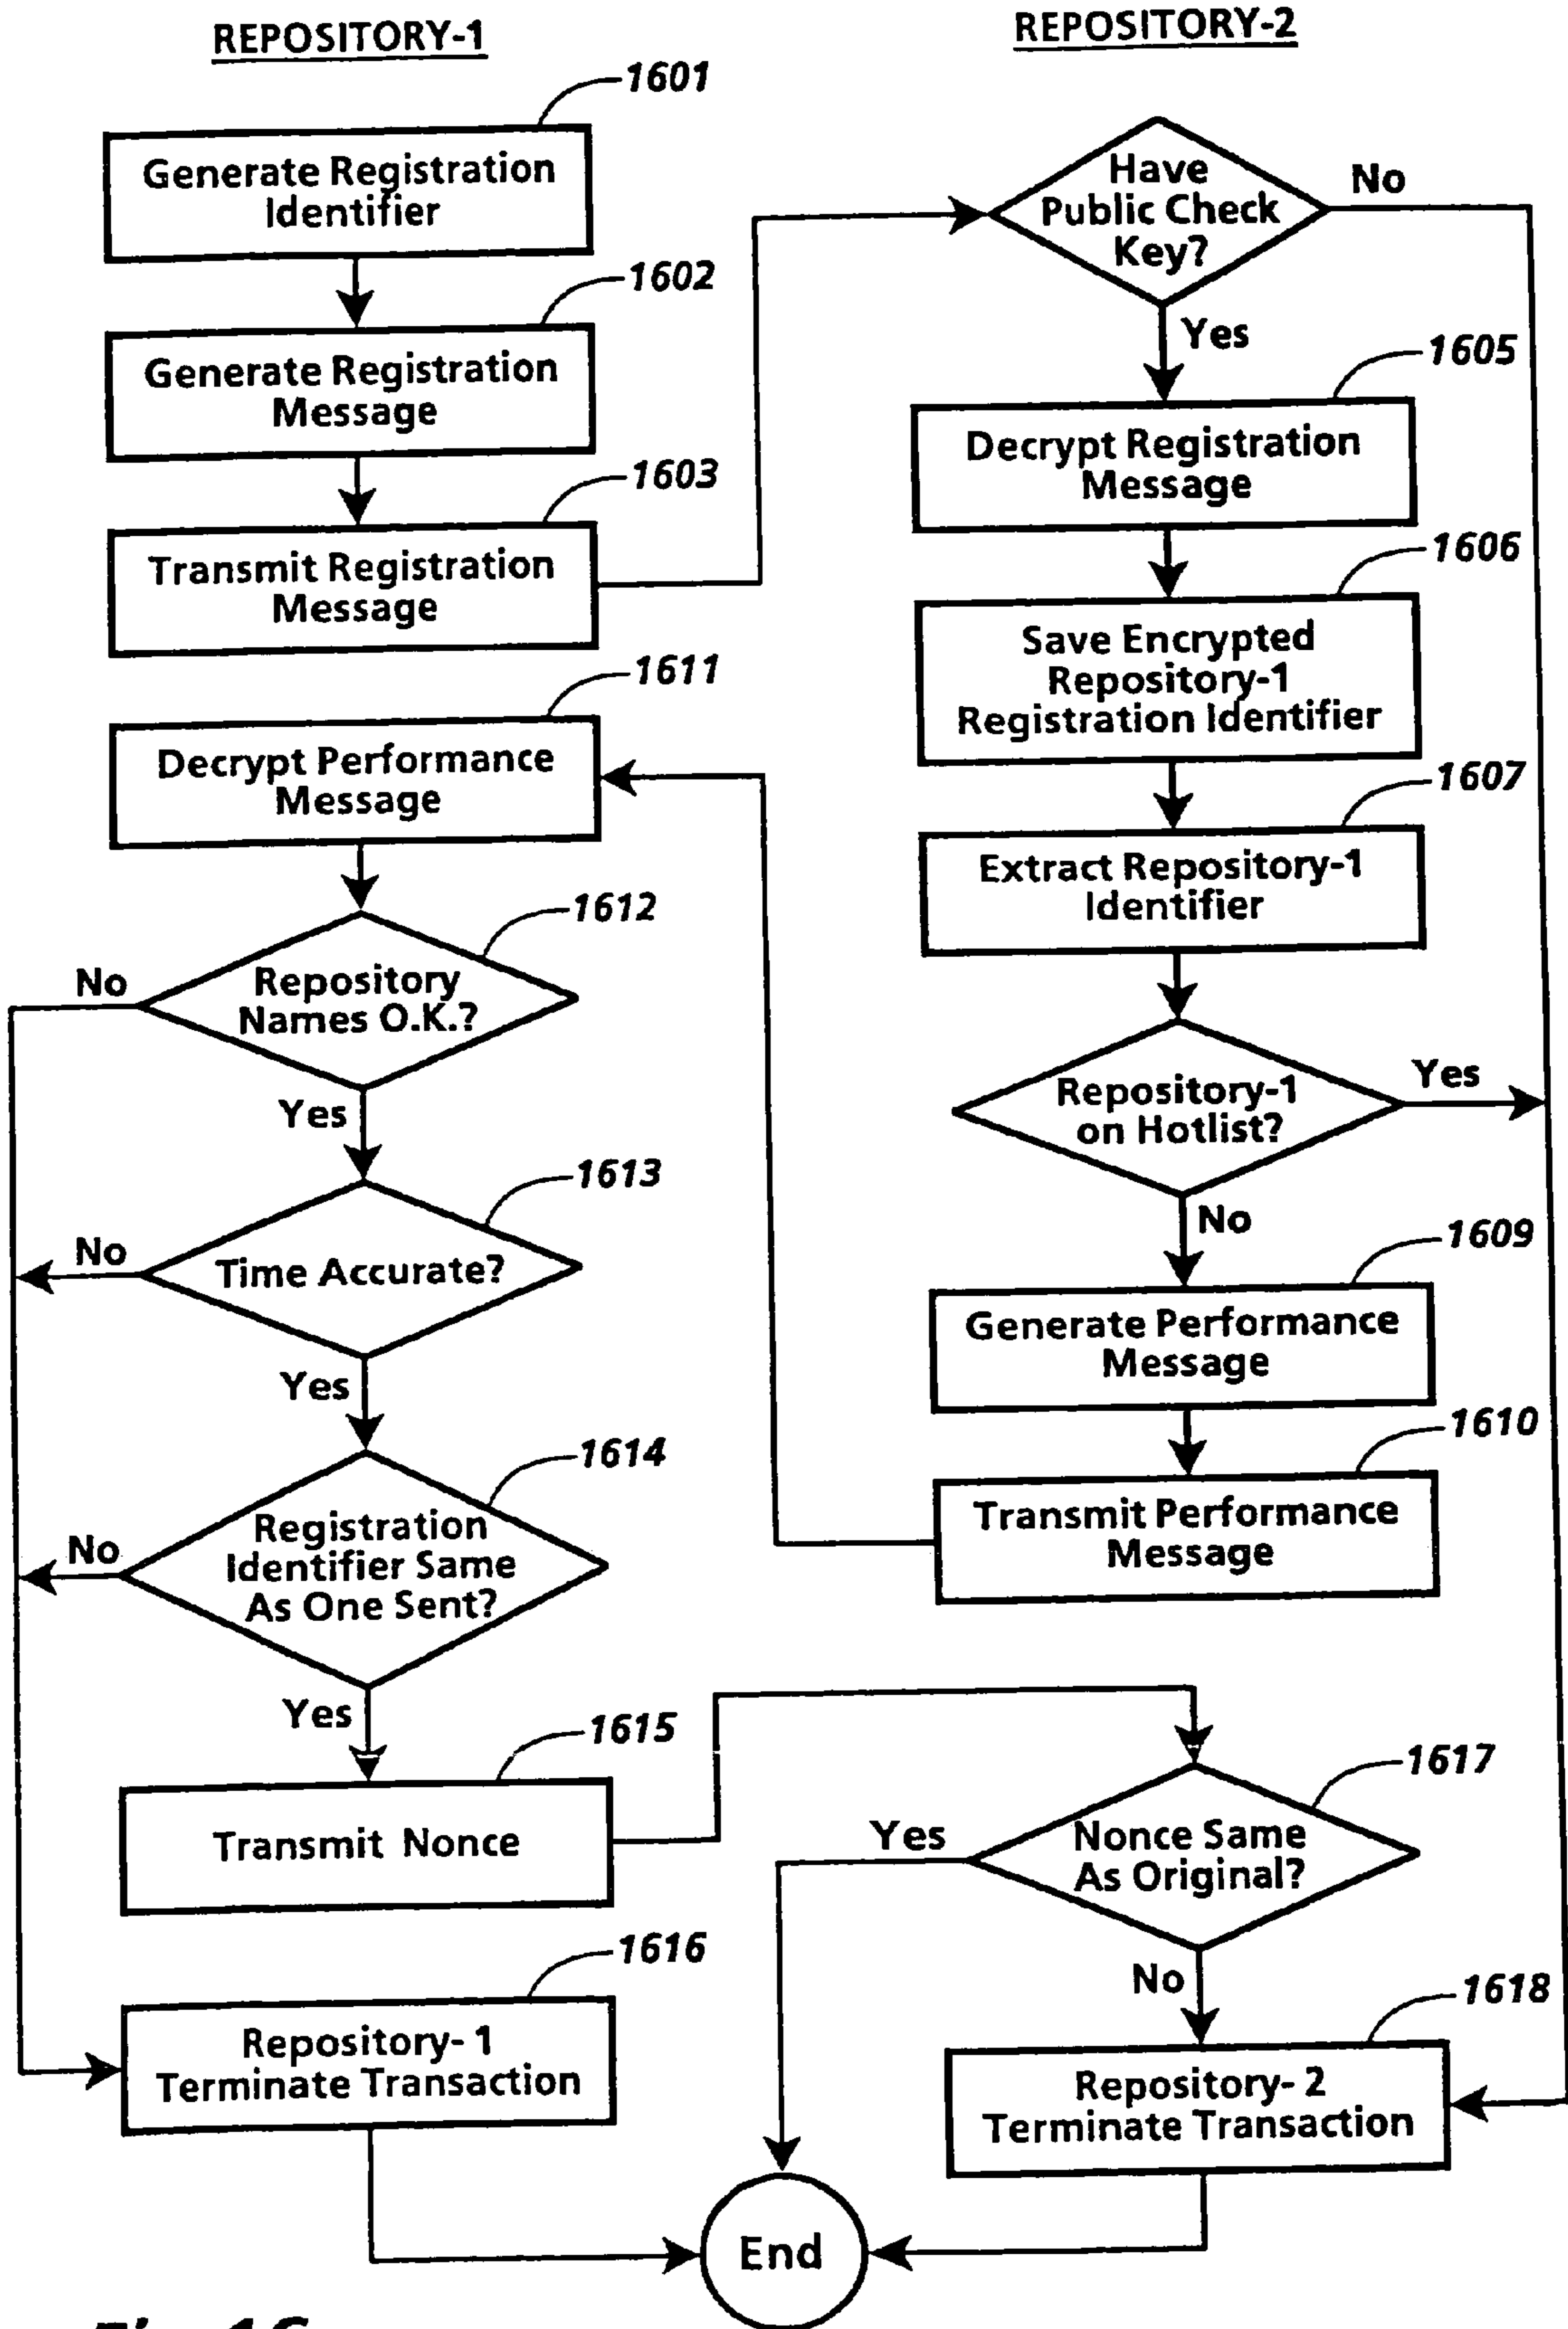 REPOSITORY-1
1601
Generate Registration
Identifier
1602
Generate Registration
Message
1603
Transmit Registration
Message
1611
Decrypt Performance
Message
1612
No
Repository
Names O.K.?
Yes
1613
No
Time Accurate?
Yes
1614
No
Registration
Identifier Same
As One Sent?
Yes
1615
Transmit Nonce
1616
Repository- 1
Terminate Transaction
REPOSITORY-2
Have
Public Check
Key?
No
Yes
1605
Decrypt Registration
Message
1606
Save Encrypted
Repository-1
Registration Identifier
1607
Extract Repository-1
Identifier
Repository-1
on Hotlist?
Yes
No
1609
Generate Performance
Message
1610
Transmit Performance
Message
1617
Yes
Nonce Same
As Original?
No
1618
Repository- 2
Terminate Transaction
End